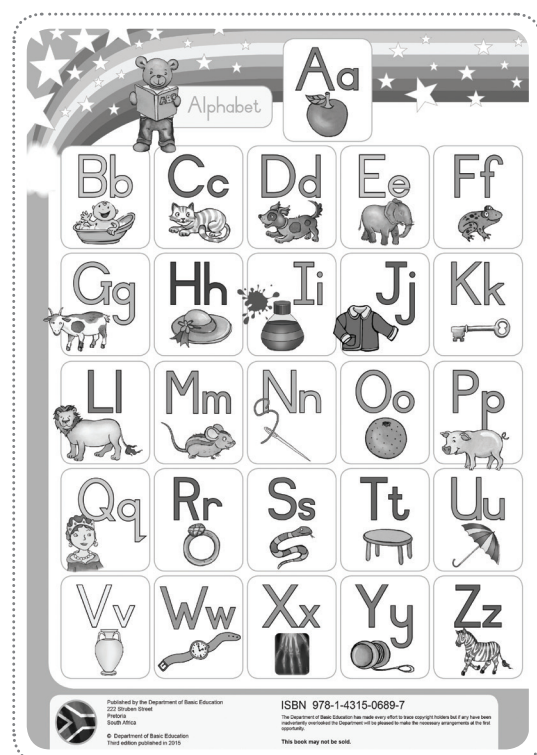 Aa
Alphabet
Bb Cc Dd Ee Ff
Gg Hh Ii Jj Kk
Ll Mm Nn Oo Pp
Qq Rr Ss Tt Uu
Vv Ww Xx Yy Zz
Published by the Department of Basic Education
222 Struben Street
Pretoria
South Africa
© Department of Basic Education
Third edition published in 2015
ISBN 978-1-4315-0689-7
The Department of Basic Education has made every effort to trace copyright holders but if any have been
inadvertently overlooked the Department will be pleased to make the necessary arrangements at the first
opportunity.
This book may not be sold.